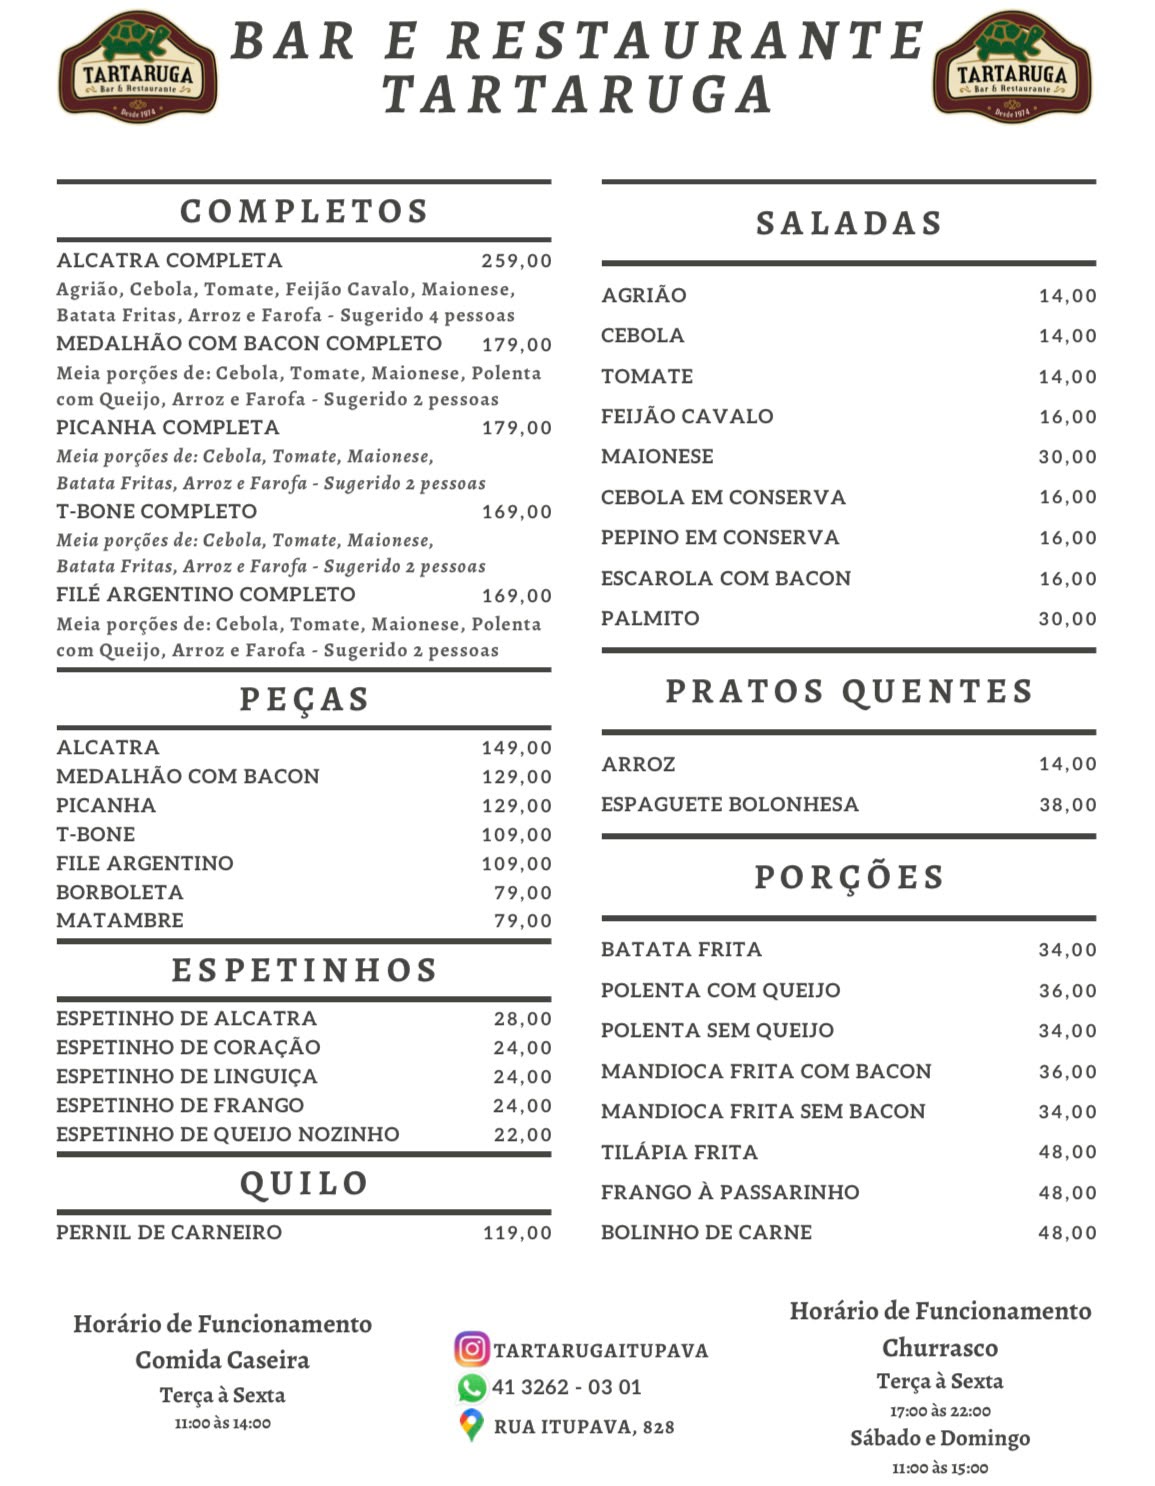 BAR E RESTAURANTE
TARTARUGA
TARTARUGA
Bar & Restaurante
Desde 1974
TARTARUGA
Bar & Restaurante
Desde 1974
COMPLETOS
ALCATRA COMPLETA 259,00
Agrião, Cebola, Tomate, Feijão Cavalo, Maionese,
Batata Fritas, Arroz e Farofa - Sugerido 4 pessoas
MEDALHÃO COM BACON COMPLETO 179,00
Meia porções de: Cebola, Tomate, Maionese, Polenta
com Queijo, Arroz e Farofa - Sugerido 2 pessoas
PICANHA COMPLETA 179,00
Meia porções de: Cebola, Tomate, Maionese,
Batata Fritas, Arroz e Farofa - Sugerido 2 pessoas
T-BONE COMPLETO 169,00
Meia porções de: Cebola, Tomate, Maionese,
Batata Fritas, Arroz e Farofa - Sugerido 2 pessoas
FILÉ ARGENTINO COMPLETO 169,00
Meia porções de: Cebola, Tomate, Maionese, Polenta
com Queijo, Arroz e Farofa - Sugerido 2 pessoas
PEÇAS
ALCATRA 149,00
MEDALHÃO COM BACON 129,00
PICANHA 129,00
T-BONE 109,00
FILE ARGENTINO 109,00
BORBOLETA 79,00
MATAMBRE 79,00
ESPETINHOS
ESPETINHO DE ALCATRA 28,00
ESPETINHO DE CORAÇÃO 24,00
ESPETINHO DE LINGUIÇA 24,00
ESPETINHO DE FRANGO 24,00
ESPETINHO DE QUEIJO NOZINHO 22,00
QUILO
PERNIL DE CARNEIRO 119,00
SALADAS
AGRIÃO 14,00
CEBOLA 14,00
TOMATE 14,00
FEIJÃO CAVALO 16,00
MAIONESE 30,00
CEBOLA EM CONSERVA 16,00
PEPINO EM CONSERVA 16,00
ESCAROLA COM BACON 16,00
PALMITO 30,00
PRATOS QUENTES
ARROZ 14,00
ESPAGUETE BOLONHESA 38,00
PORÇÕES
BATATA FRITA 34,00
POLENTA COM QUEIJO 36,00
POLENTA SEM QUEIJO 34,00
MANDIOCA FRITA COM BACON 36,00
MANDIOCA FRITA SEM BACON 34,00
TILÁPIA FRITA 48,00
FRANGO À PASSARINHO 48,00
BOLINHO DE CARNE 48,00
Horário de Funcionamento
Comida Caseira
Terça à Sexta
11:00 às 14:00
TARTARUGAITUPAVA
41 3262 - 03 01
RUA ITUPAVA, 828
Horário de Funcionamento
Churrasco
Terça à Sexta
17:00 às 22:00
Sábado e Domingo
11:00 às 15:00